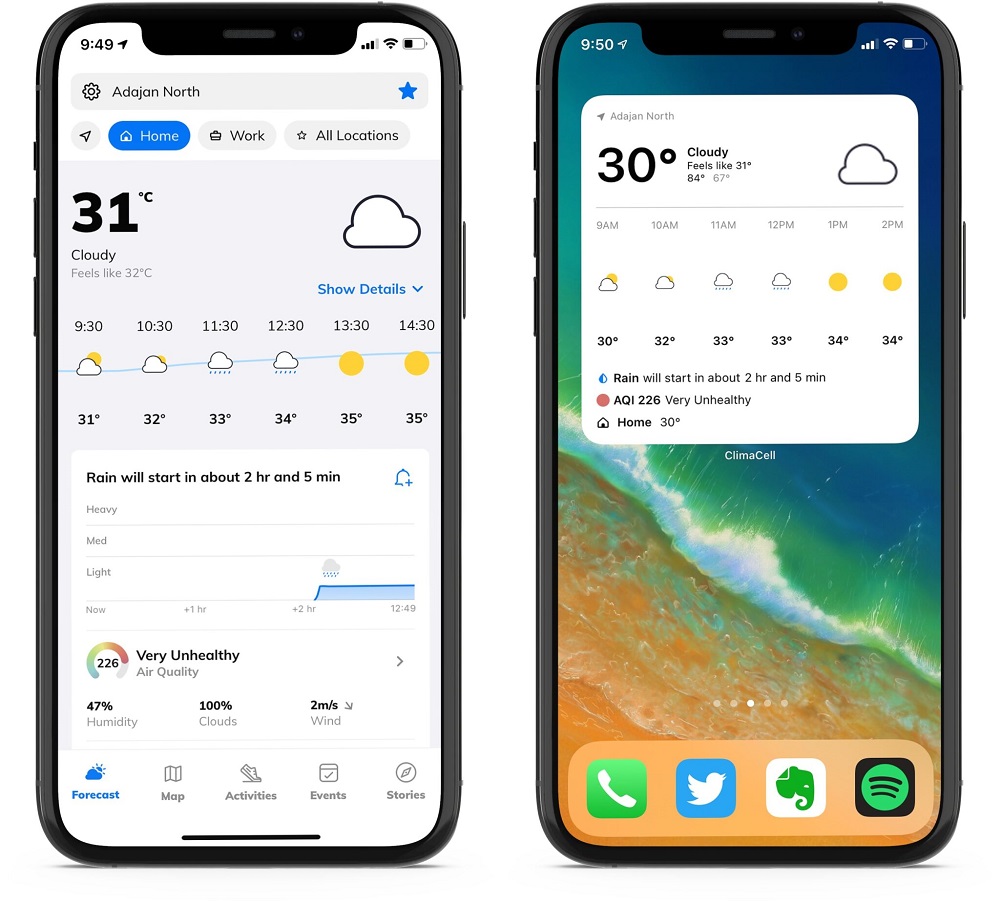 9:49
Adajan North
Home Work All Locations
31°C
Cloudy
Feels like 32°C
Show Details
9:30 10:30 11:30 12:30 13:30 14:30
31° 32° 33° 34° 35° 35°
Rain will start in about 2 hr and 5 min
Heavy
Med
Light
Now +1 hr +2 hr 12:49
226
Very Unhealthy
Air Quality
47% 100% 2m/s
Humidity Clouds Wind
Forecast Map Activities Events Stories
9:50
Adajan North
30°
Cloudy
Feels like 31°
84° 67°
9AM 10AM 11AM 12PM 1PM 2PM
30° 32° 33° 33° 34° 34°
Rain will start in about 2 hr and 5 min
AQI 226 Very Unhealthy
Home 30°
ClimaCell